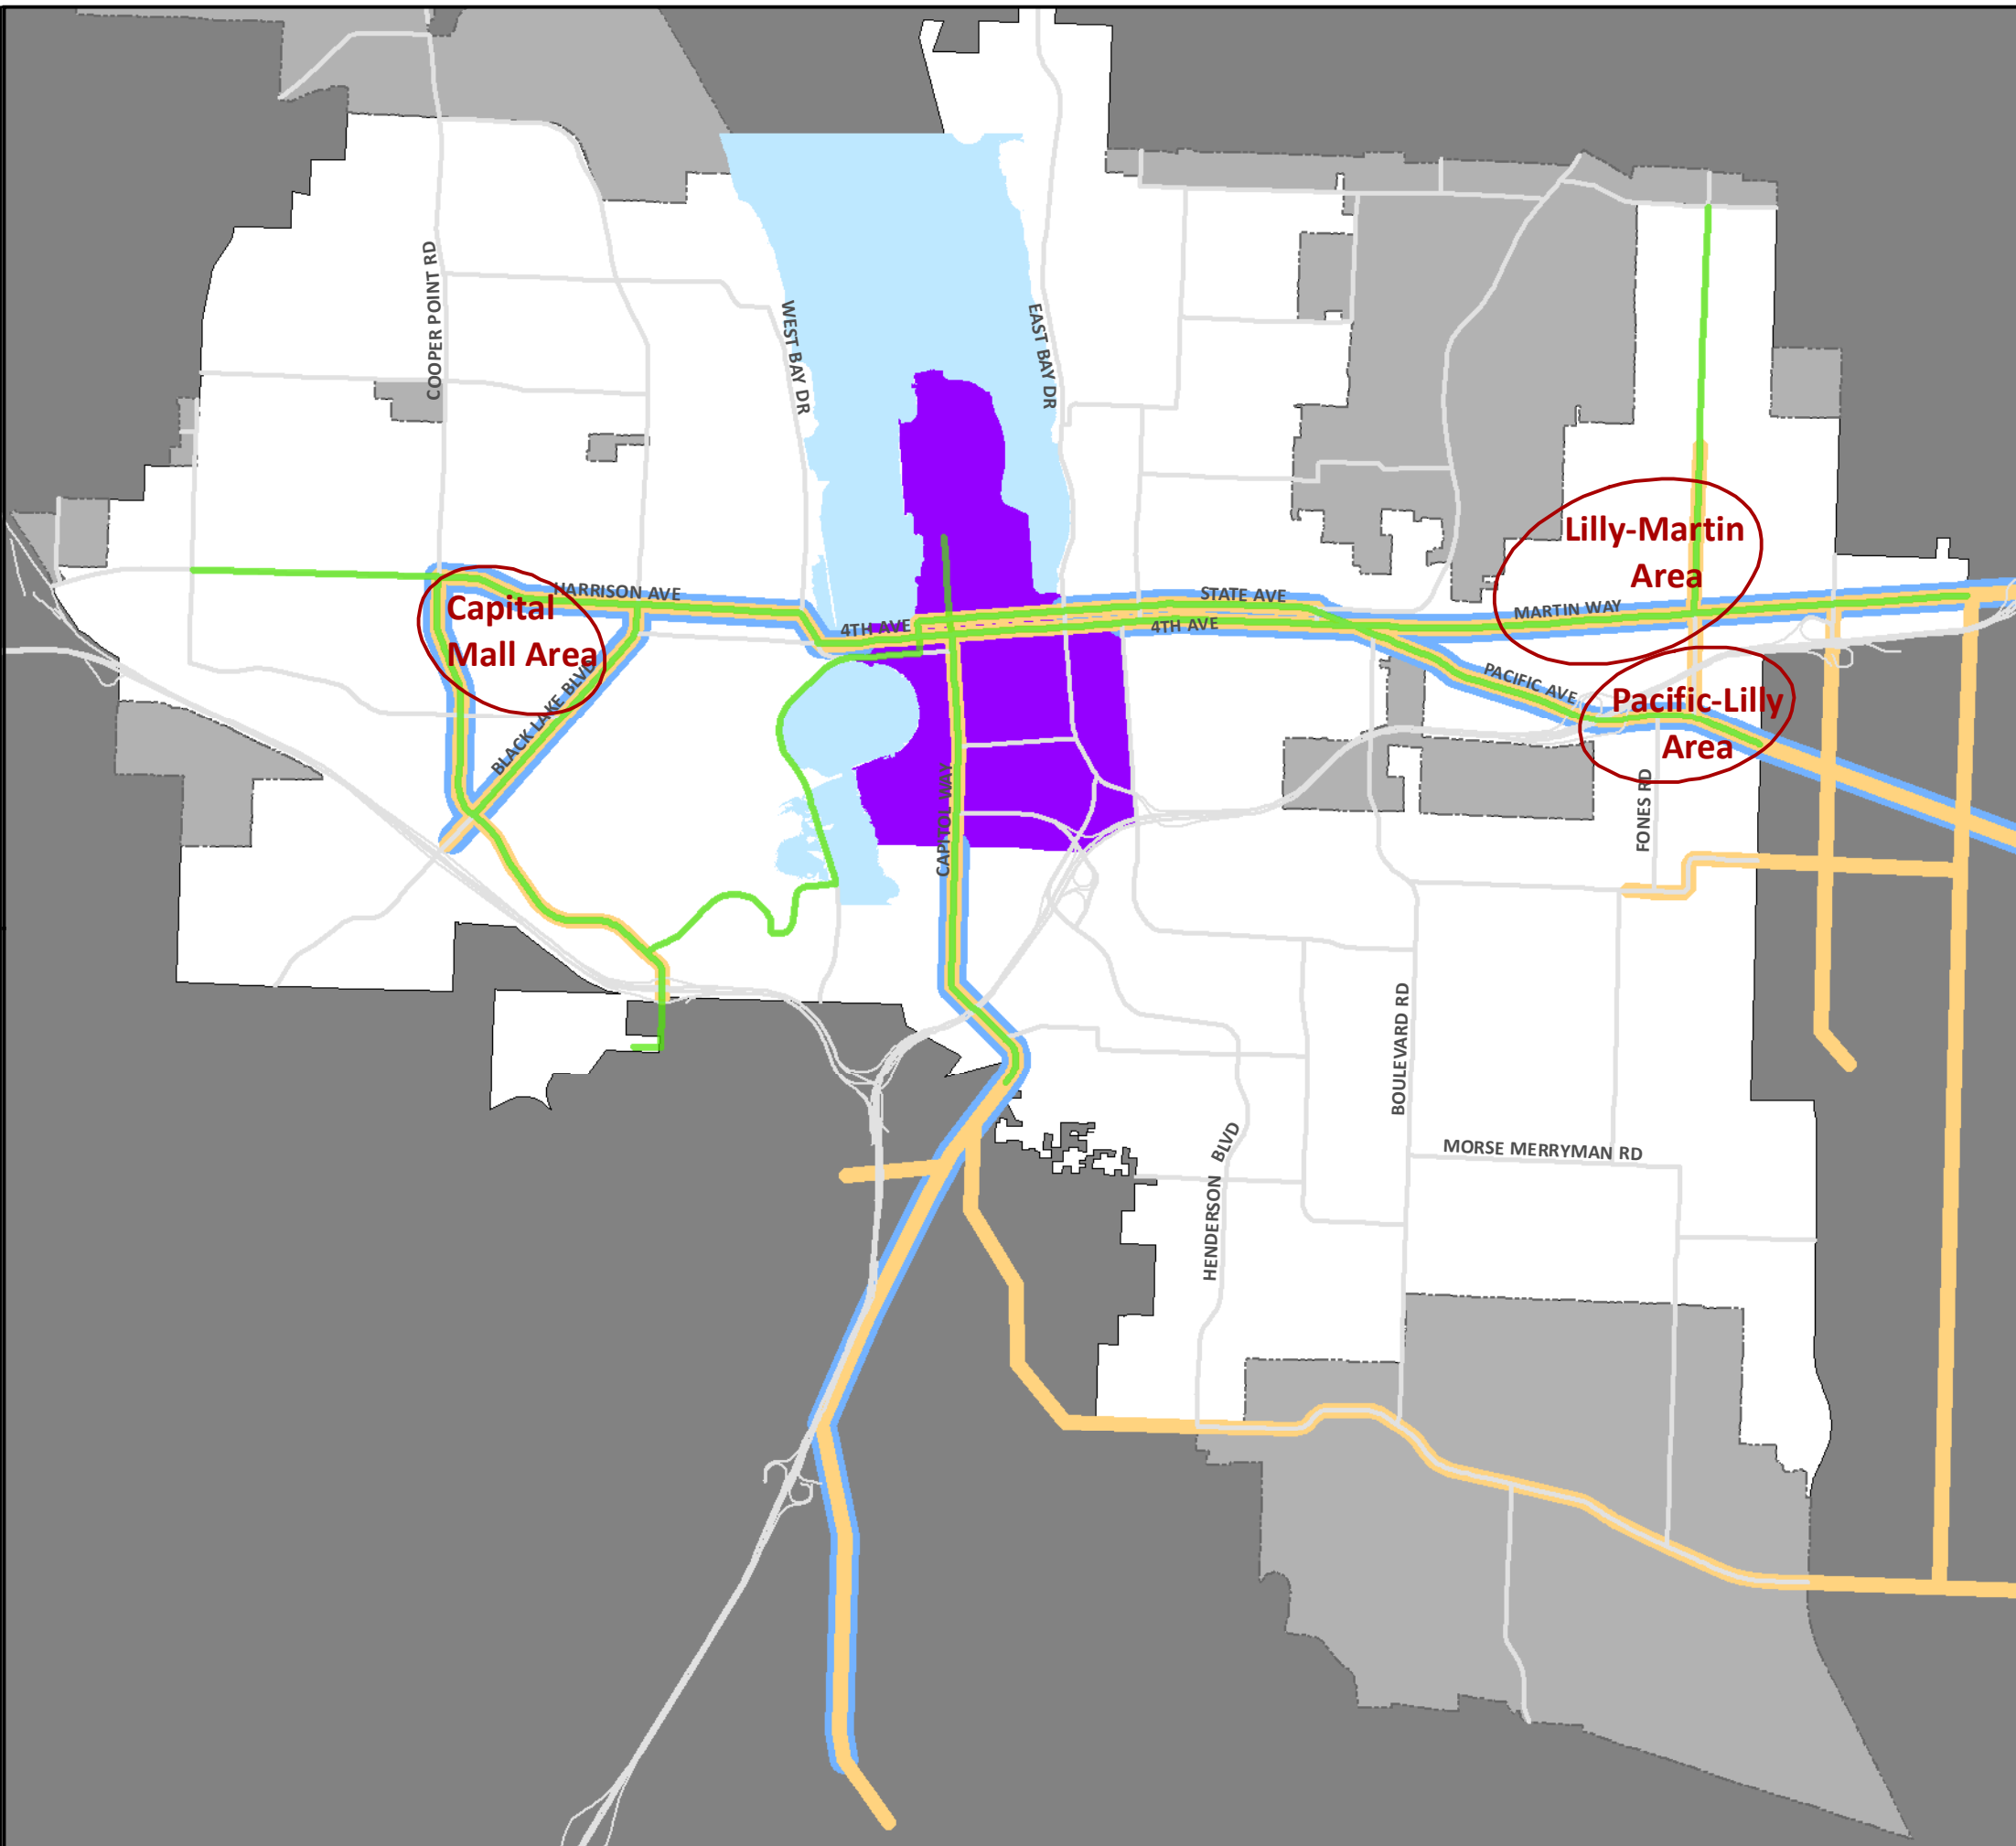 COOPER POINT RD
WEST BAY DR
EAST BAY DR
Lilly-Martin
Area
HARRISON AVE
STATE AVE
Capital
Mall Area
4TH AVE
4TH AVE
MARTIN WAY
BLACK LAKE BLVD
PACIFIC AVE
Pacific-Lilly
Area
CAPITOL WAY
FONES RD
BOULEVARD RD
HENDERSON BLVD
MORSE MERRYMAN RD